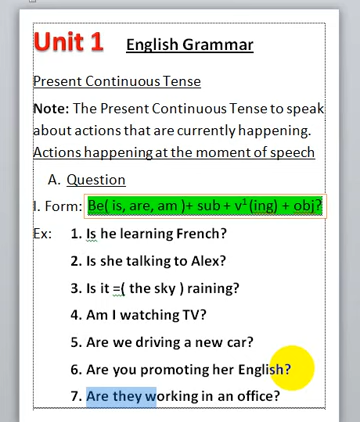 Unit 1 English Grammar
Present Continuous Tense
Note: The Present Continuous Tense to speak
about actions that are currently happening.
Actions happening at the moment of speech
A. Question
I. Form: Be( is, are, am )+ sub + v¹(ing) + obj?
Ex: 1. Is he learning French?
2. Is she talking to Alex?
3. Is it =( the sky ) raining?
4. Am I watching TV?
5. Are we driving a new car?
6. Are you promoting her English?
7. Are they working in an office?